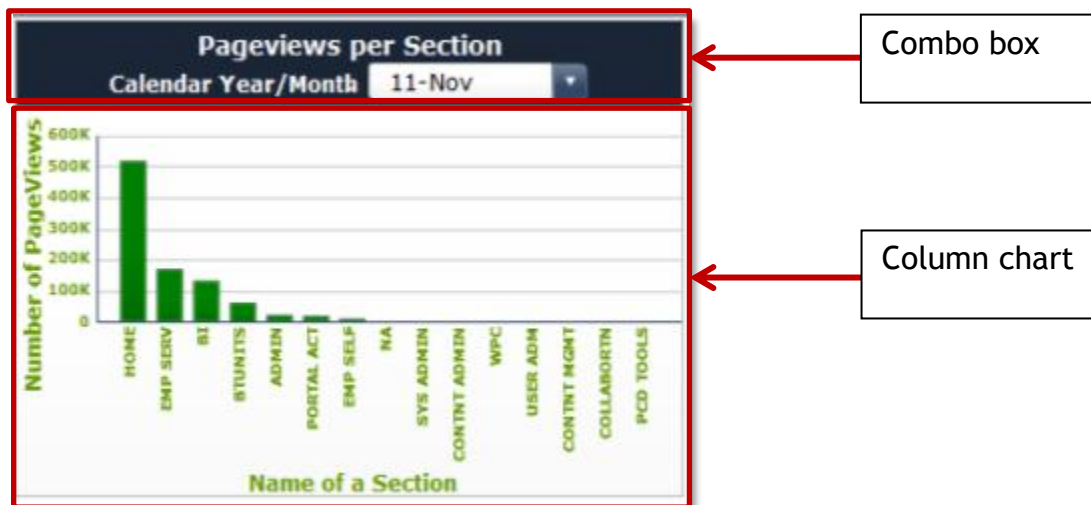 Pageviews per Section
Calendar Year/Month 11-Nov
Combo box
Number of PageViews
600K
500K
400K
300K
200K
100K
0
HOME
EMP SERV
BI
BTUNITS
ADMIN
PORTAL ACT
EMP SELF
NA
SYS ADMIN
CONTNT ADMIN
WPC
USER ADM
CONTNT MGMT
COLLABORTN
PCD TOOLS
Name of a Section
Column chart